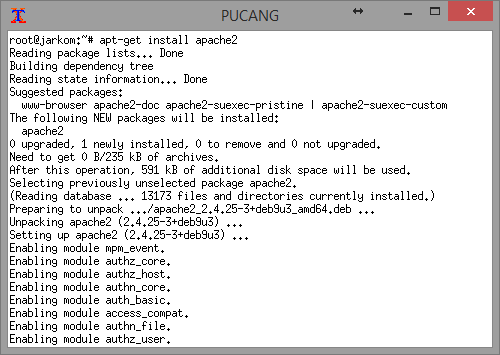 PUCANG
root@jarkom:~# apt-get install apache2
Reading package lists... Done
Building dependency tree
Reading state information... Done
Suggested packages:
  www-browser apache2-doc apache2-suexec-pristine | apache2-suexec-custom
The following NEW packages will be installed:
  apache2
0 upgraded, 1 newly installed, 0 to remove and 0 not upgraded.
Need to get 0 B/235 kB of archives.
After this operation, 591 kB of additional disk space will be used.
Selecting previously unselected package apache2.
(Reading database ... 13173 files and directories currently installed.)
Preparing to unpack .../apache2_2.4.25-3+deb9u3_amd64.deb ...
Unpacking apache2 (2.4.25-3+deb9u3) ...
Setting up apache2 (2.4.25-3+deb9u3) ...
Enabling module mpm_event.
Enabling module authz_core.
Enabling module authz_host.
Enabling module authn_core.
Enabling module auth_basic.
Enabling module access_compat.
Enabling module authn_file.
Enabling module authz_user.